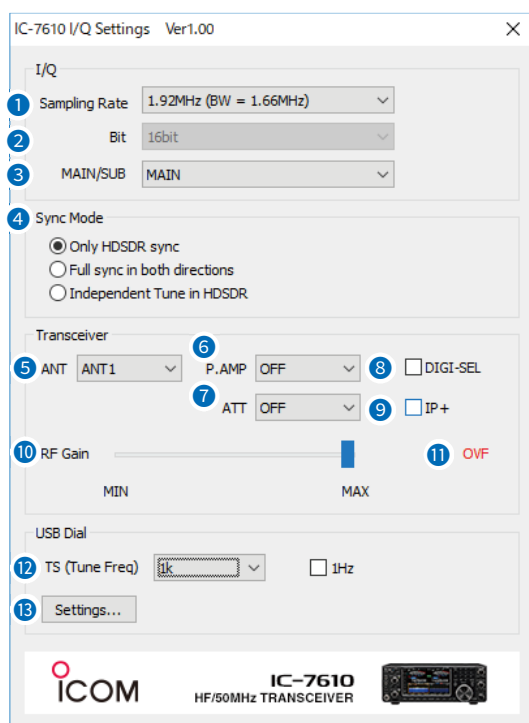 IC-7610 I/Q Settings Ver1.00
I/Q
1 Sampling Rate 1.92MHz (BW = 1.66MHz)
2 Bit 16bit
3 MAIN/SUB MAIN
4 Sync Mode
Only HDSDR sync
Full sync in both directions
Independent Tune in HDSDR
Transceiver
5 ANT ANT1 6 P.AMP OFF 8 DIGI-SEL
7 ATT OFF 9 IP+
10 RF Gain 11 OVF
MIN MAX
USB Dial
12 TS (Tune Freq) 1k 1Hz
13 Settings...
ICOM IC-7610
HF/50MHz TRANSCEIVER